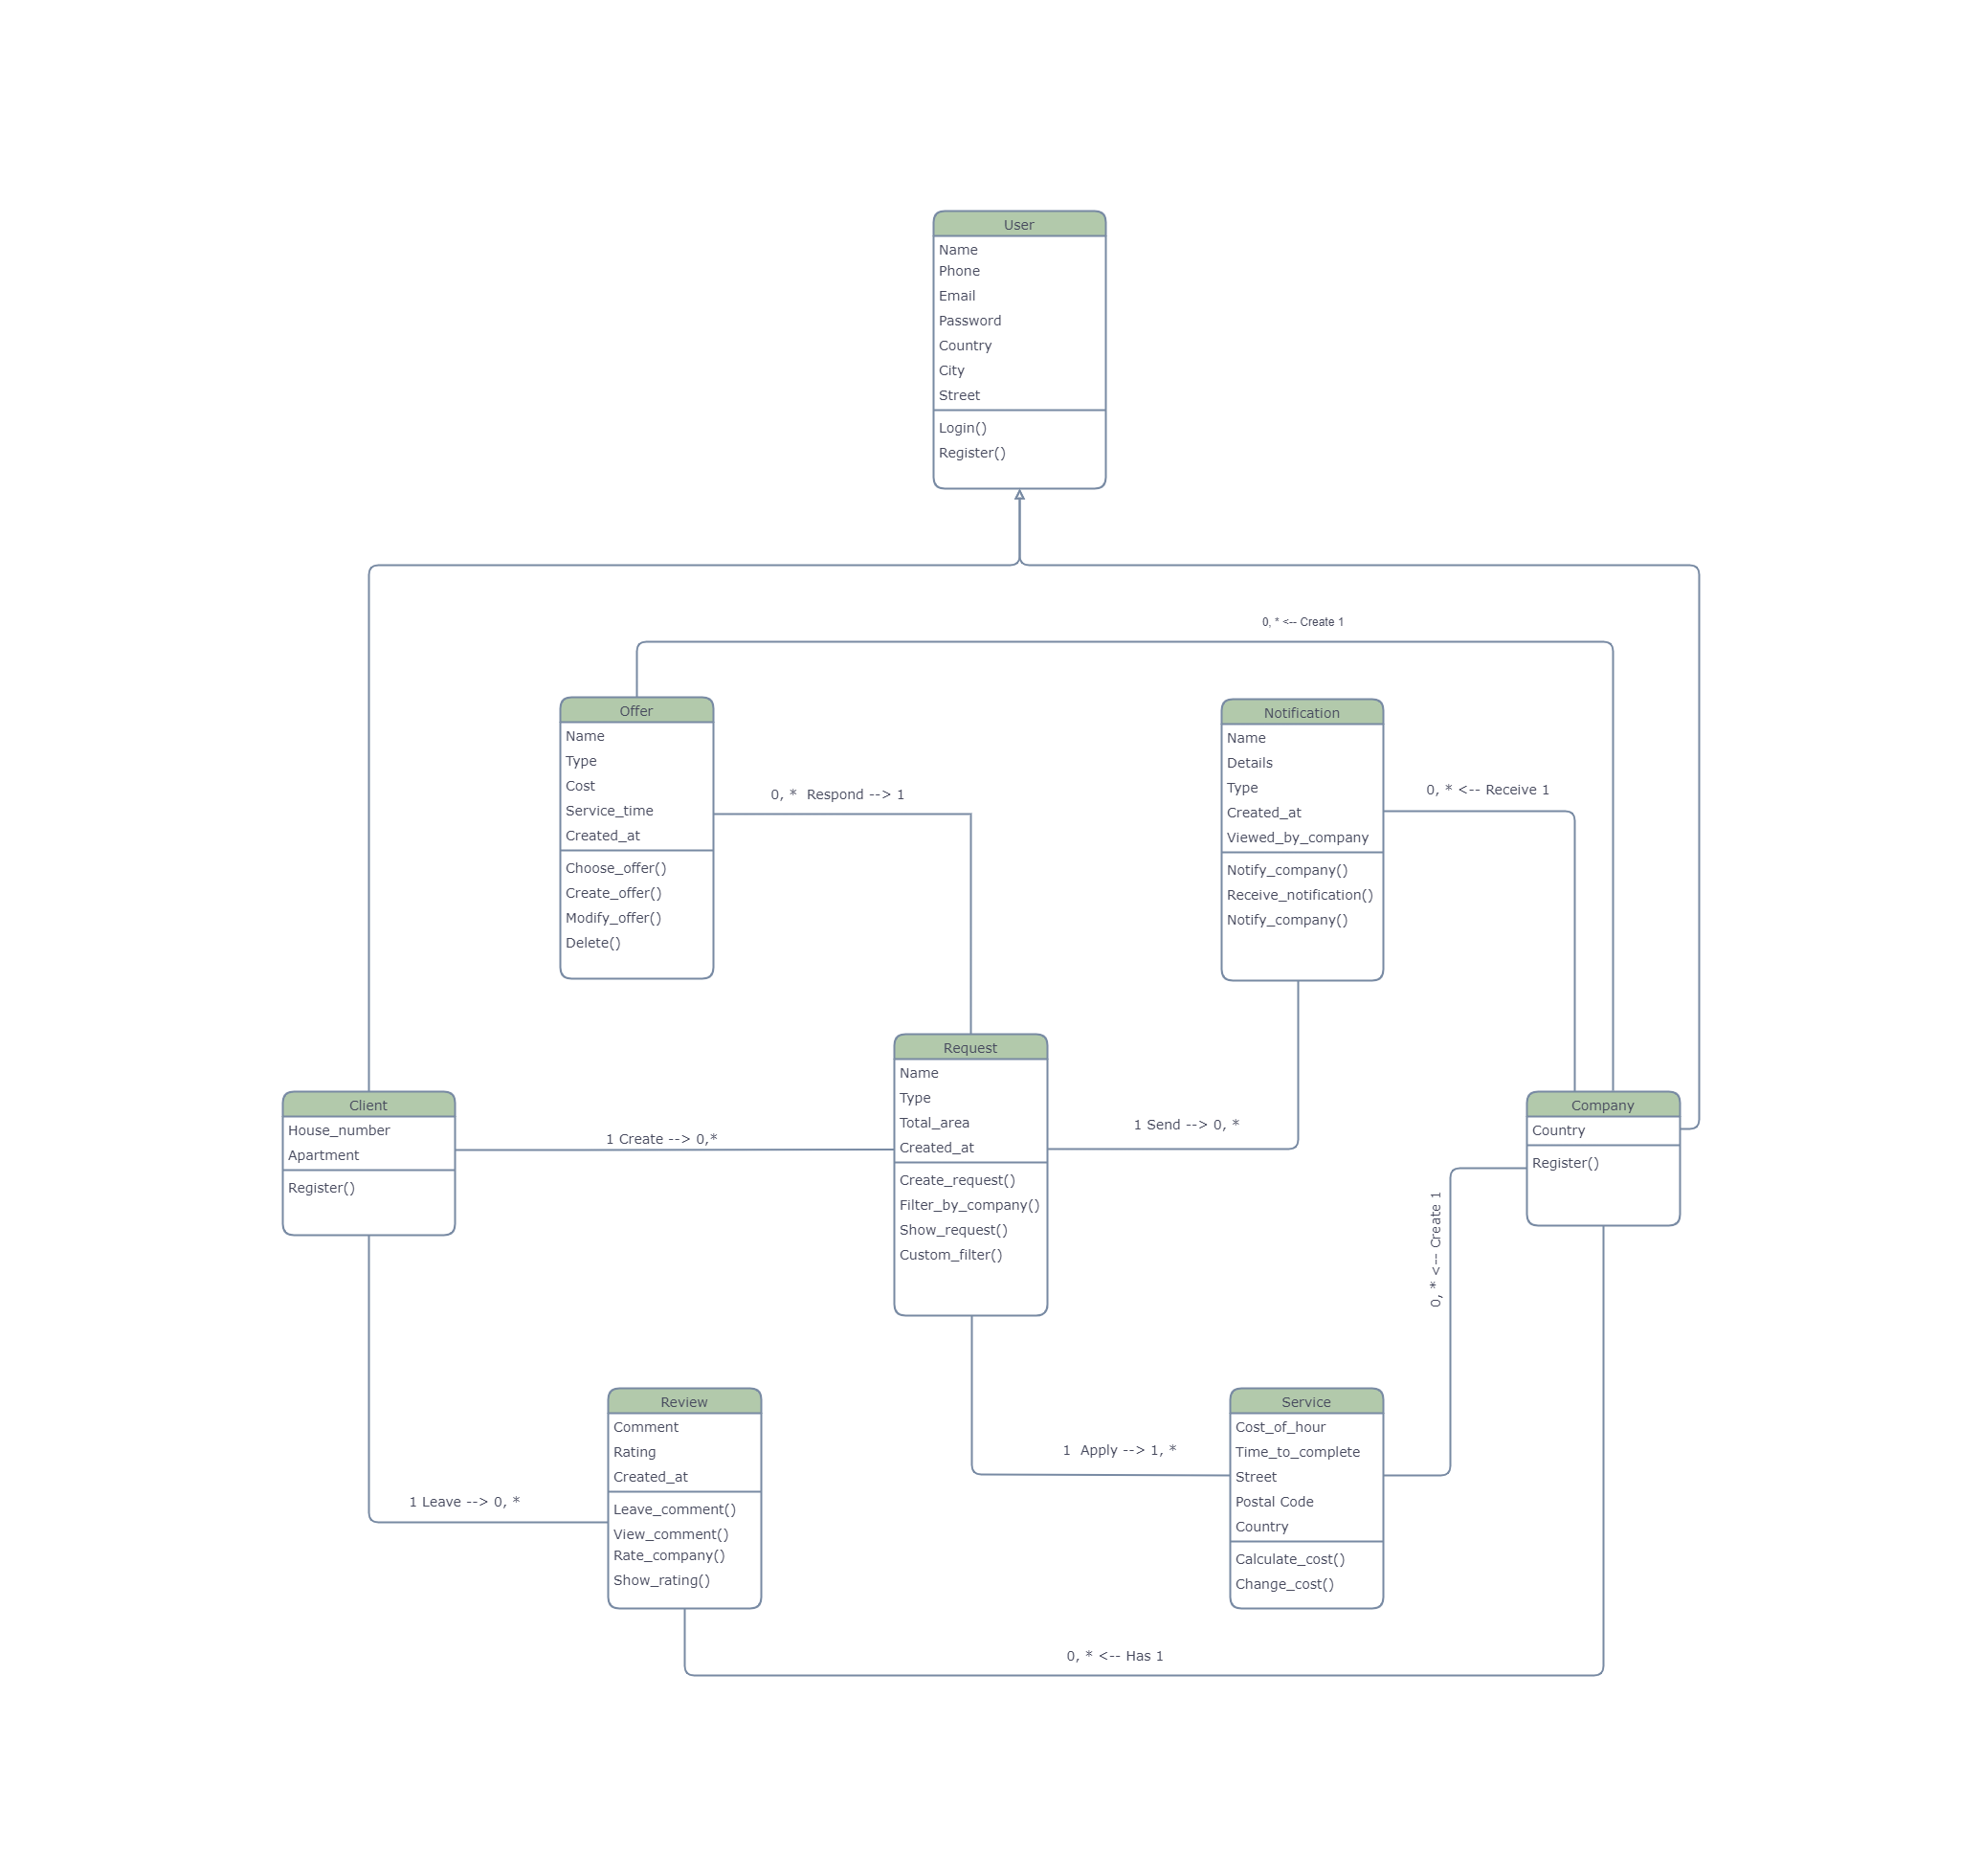 User
Name
Phone
Email
Password
Country
City
Street
Login()
Register()
0, * <-- Create 1
Offer
Name
Type
Cost
Service_time
Created_at
Choose_offer()
Create_offer()
Modify_offer()
Delete()
0, *  Respond --> 1
Notification
Name
Details
Type
Created_at
Viewed_by_company
Notify_company()
Receive_notification()
Notify_company()
0, * <-- Receive 1
Client
House_number
Apartment
Register()
1 Create --> 0,*
Request
Name
Type
Total_area
Created_at
Create_request()
Filter_by_company()
Show_request()
Custom_filter()
1 Send --> 0, *
Company
Country
Register()
0, * <-- Create 1
Review
Comment
Rating
Created_at
Leave_comment()
View_comment()
Rate_company()
Show_rating()
1 Leave --> 0, *
1  Apply --> 1, *
Service
Cost_of_hour
Time_to_complete
Street
Postal Code
Country
Calculate_cost()
Change_cost()
0, * <-- Has 1